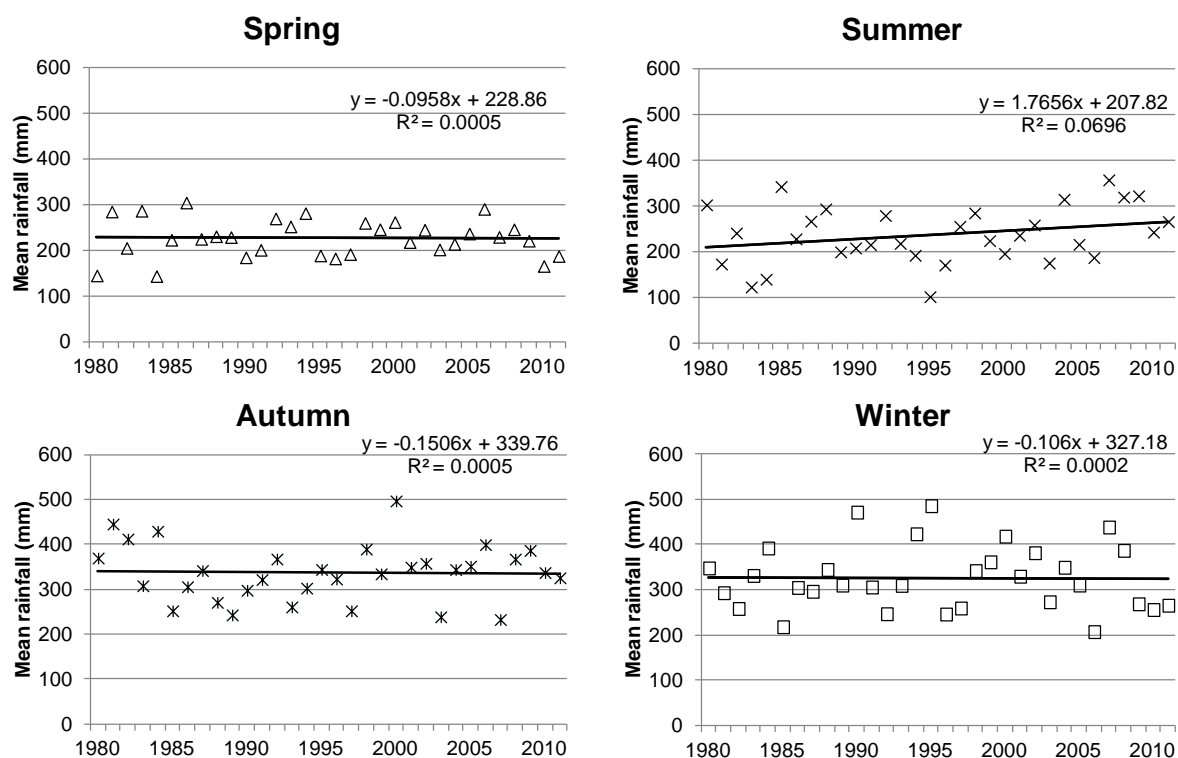 Spring
Mean rainfall (mm)
600
500
400
300
200
100
0
y = -0.0958x + 228.86
R² = 0.0005
1980 1985 1990 1995 2000 2005 2010
Summer
Mean rainfall (mm)
600
500
400
300
200
100
0
y = 1.7656x + 207.82
R² = 0.0696
1980 1985 1990 1995 2000 2005 2010
Autumn
Mean rainfall (mm)
600
500
400
300
200
100
0
y = -0.1506x + 339.76
R² = 0.0005
1980 1985 1990 1995 2000 2005 2010
Winter
Mean rainfall (mm)
600
500
400
300
200
100
0
y = -0.106x + 327.18
R² = 0.0002
1980 1985 1990 1995 2000 2005 2010